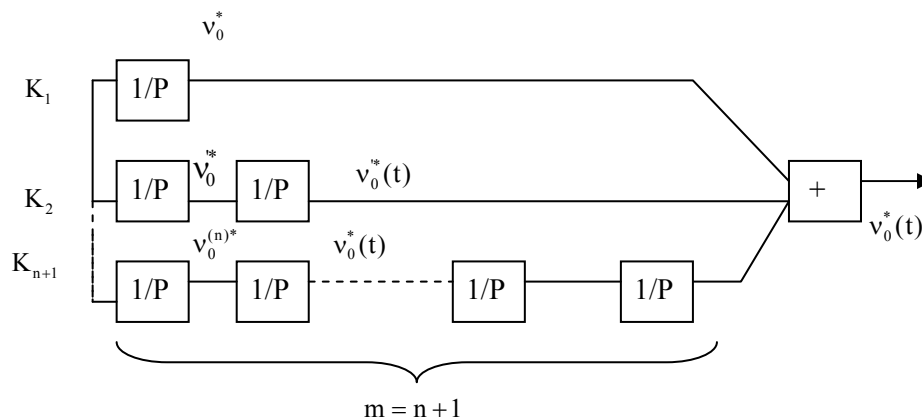 ν₀*
K₁ 1/P
K₂ 1/P ν₀'* 1/P ν₀'*(t) + ν₀*(t)
Kₙ₊₁ 1/P ν₀⁽ⁿ⁾* 1/P ν₀*(t) 1/P 1/P
m = n + 1